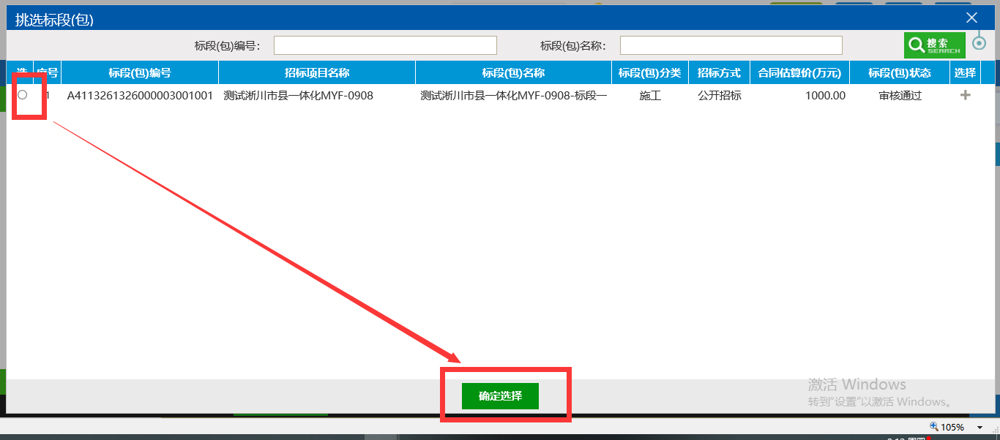 挑选标段(包)
标段(包)编号: 标段(包)名称: 搜索 SEARCH
选 序号 标段(包)编号 招标项目名称 标段(包)名称 标段(包)分类 招标方式 合同估算价(万元) 标段(包)状态 选择
1 A4113261326000003001001 测试淅川市县一体化MYF-0908 测试淅川市县一体化MYF-0908-标段一 施工 公开招标 1000.00 审核通过
确定选择
激活 Windows
转到"设置"以激活 Windows。
105%